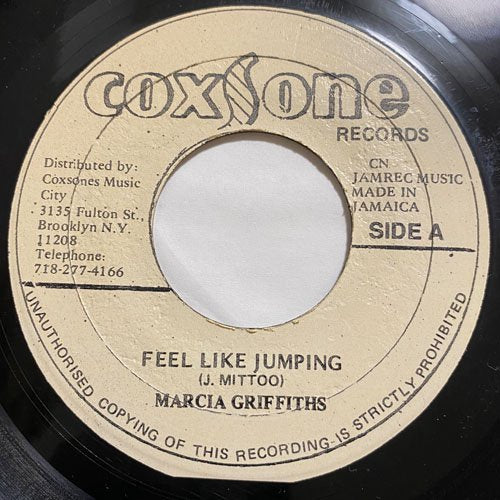 coxsone
RECORDS
Distributed by:
Coxsones Music
City
3135 Fulton St.,
Brooklyn N.Y.
11208
Telephone:
718-277-4166
CN
JAMREC MUSIC
MADE IN
JAMAICA
SIDE A
FEEL LIKE JUMPING
(J. MITTOO)
MARCIA GRIFFITHS
UNAUTHORISED COPYING OF THIS RECORDING-IS STRICTLY PROHIBITED